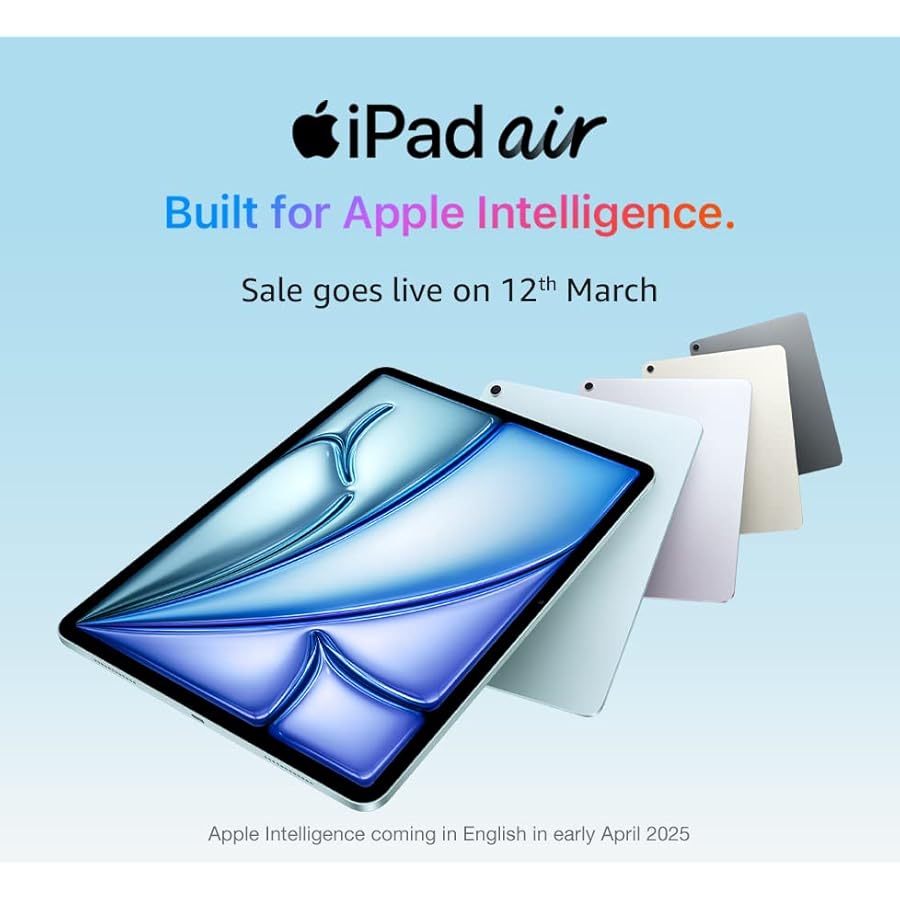 iPad air
Built for Apple Intelligence.
Sale goes live on 12th March
Apple Intelligence coming in English in early April 2025